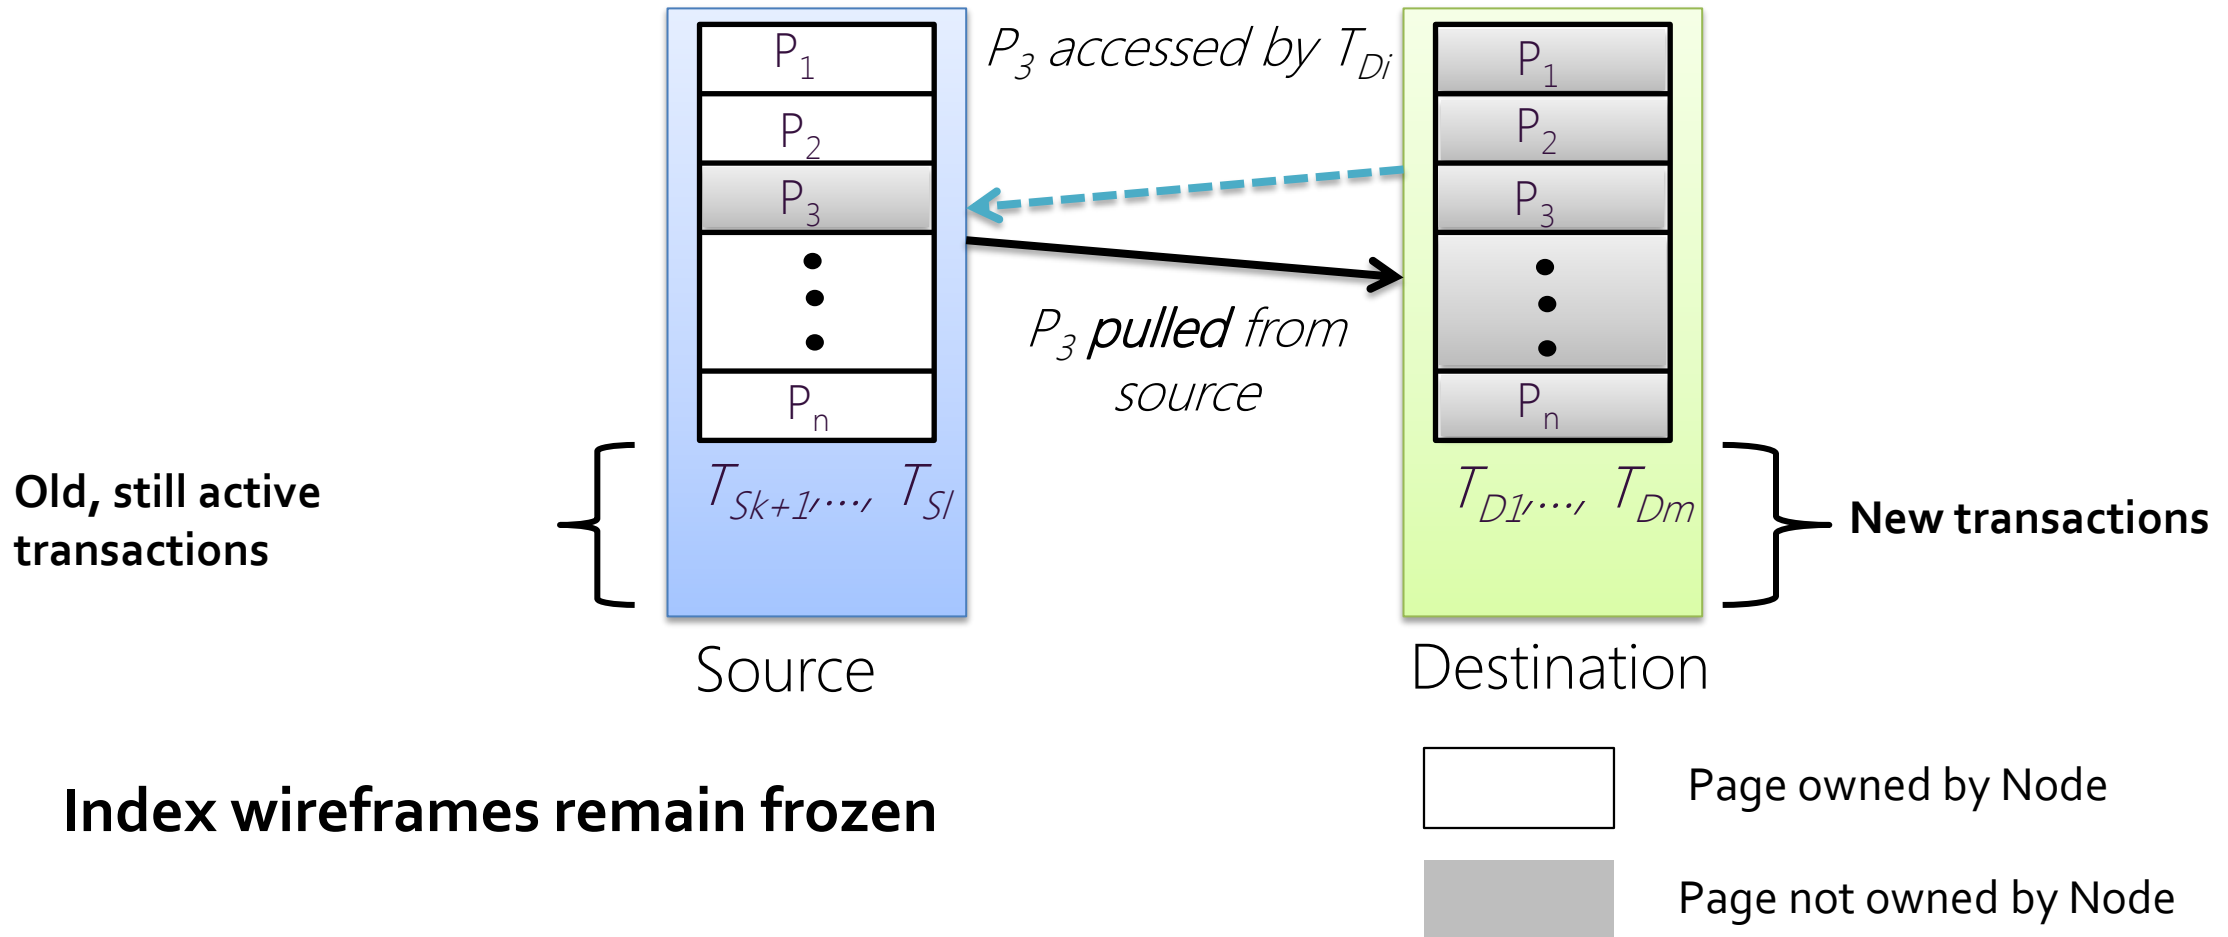 P1
P2
P3
Pn
TSk+1,..., TSl
Source
P3 accessed by TDi
P3 pulled from
source
P1
P2
P3
Pn
TD1,..., TDm
Destination
Old, still active
transactions
New transactions
Index wireframes remain frozen
Page owned by Node
Page not owned by Node